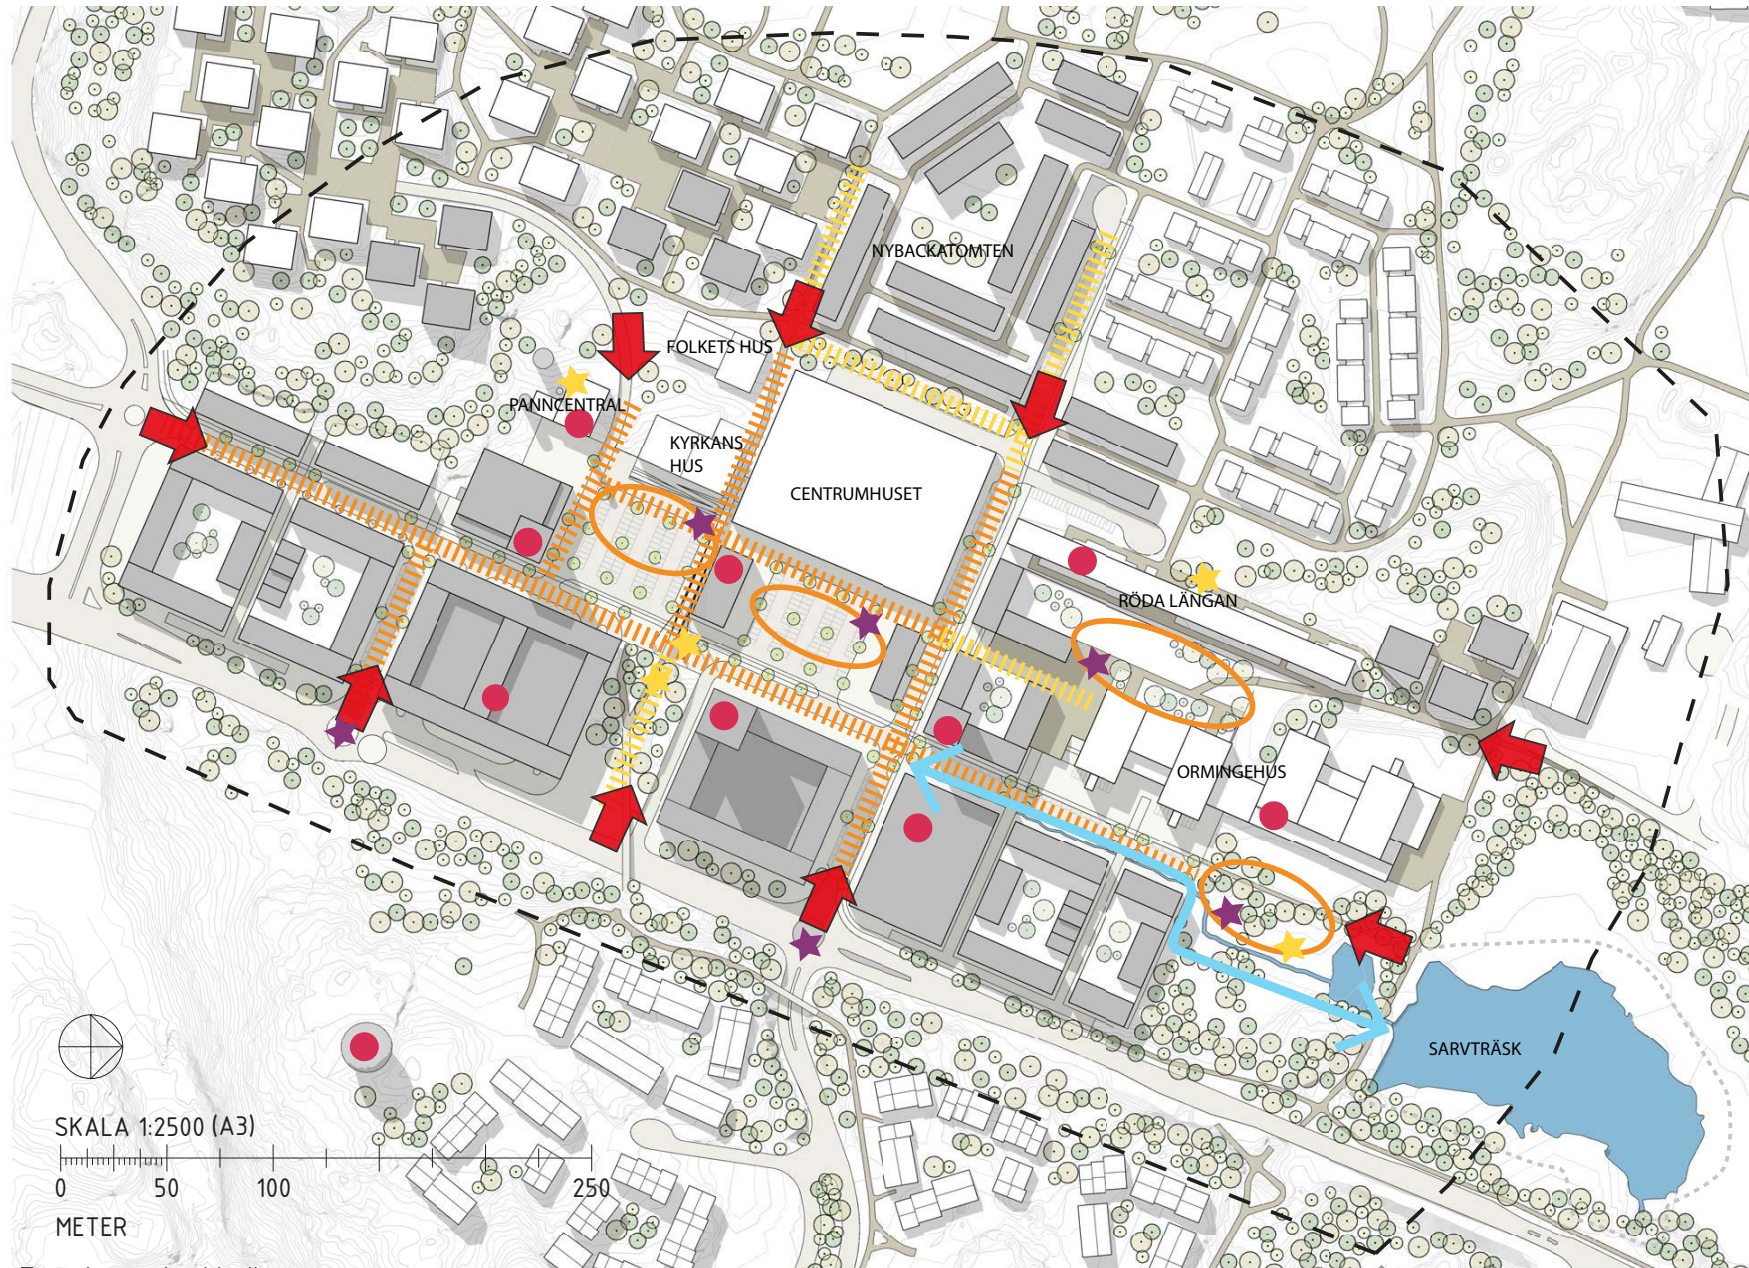 NYBACKATOMTEN
FOLKETS HUS
PANNCENTRAL
KYRKANS
HUS
CENTRUMHUSET
RÖDA LÄNGAN
ORMINGEHUS
SARVTRÄSK
SKALA 1:2500 (A3)
0 50 100 250
METER